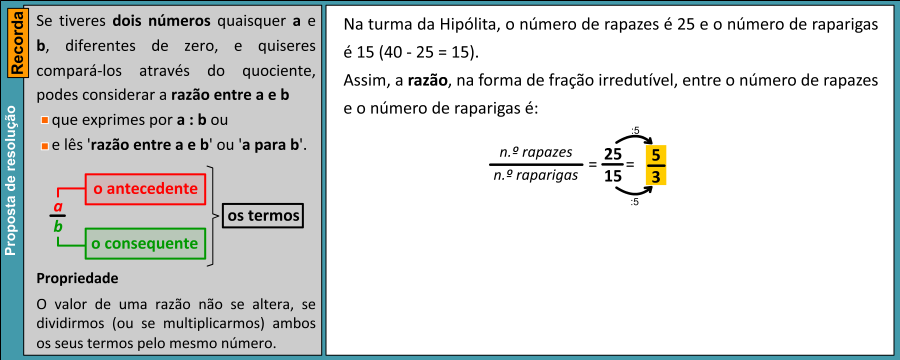 Recorda
Proposta de resolução
Se tiveres dois números quaisquer a e
b, diferentes de zero, e quiseres
compará-los através do quociente,
podes considerar a razão entre a e b
que exprimes por a : b ou
e lês 'razão entre a e b' ou 'a para b'.
a
b
o antecedente
o consequente
os termos
Propriedade
O valor de uma razão não se altera, se
dividirmos (ou se multiplicarmos) ambos
os seus termos pelo mesmo número.
Na turma da Hipólita, o número de rapazes é 25 e o número de raparigas
é 15 (40 - 25 = 15).
Assim, a razão, na forma de fração irredutível, entre o número de rapazes
e o número de raparigas é:
:5
n.º rapazes
n.º raparigas
=
25
15
=
5
3
:5